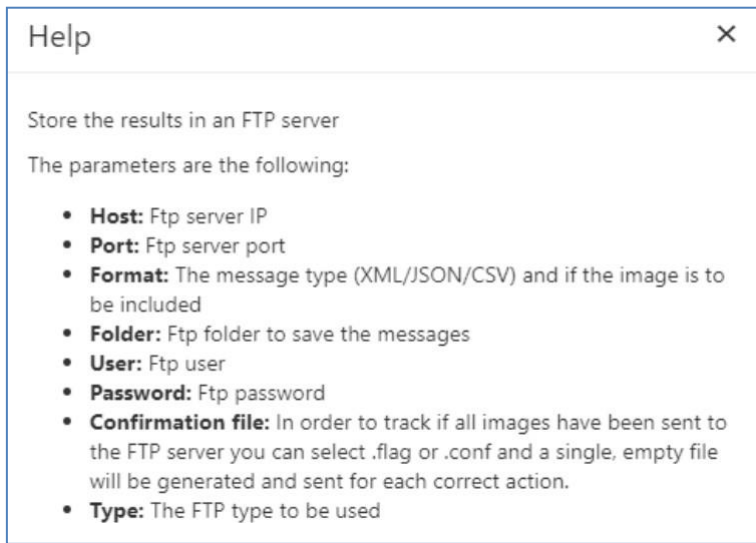 Help
Store the results in an FTP server
The parameters are the following:
• Host: Ftp server IP
• Port: Ftp server port
• Format: The message type (XML/JSON/CSV) and if the image is to
be included
• Folder: Ftp folder to save the messages
• User: Ftp user
• Password: Ftp password
• Confirmation file: In order to track if all images have been sent to
the FTP server you can select .flag or .conf and a single, empty file
will be generated and sent for each correct action.
• Type: The FTP type to be used